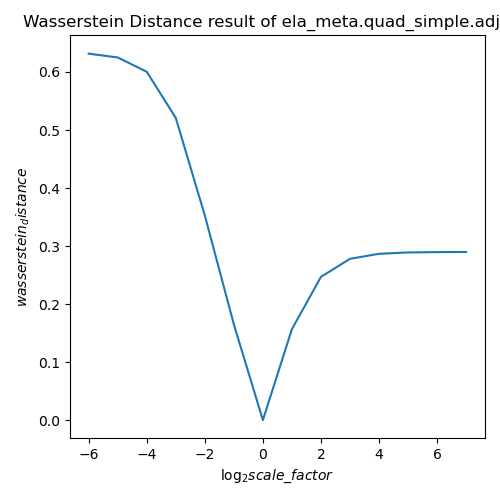 Wasserstein Distance result of ela_meta.quad_simple.adj
0.6
0.5
0.4
0.3
0.2
0.1
0.0
wasserstein_distance
−6 −4 −2 0 2 4 6
log₂scale_factor